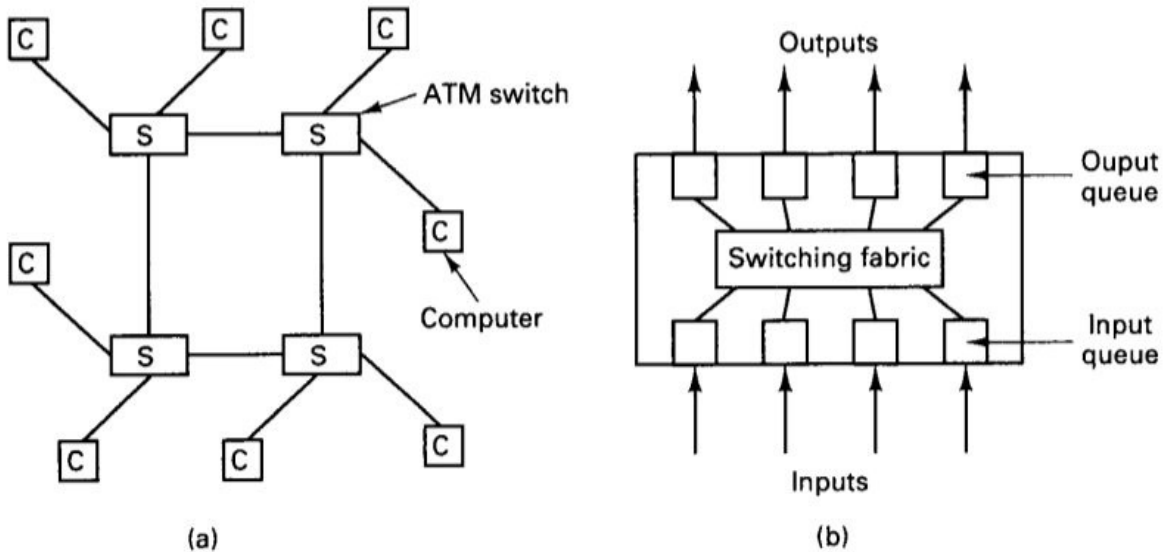 C
C
C
S
S
ATM switch
C
Computer
C
S
S
C
C
C
(a)
Outputs
Ouput
queue
Switching fabric
Input
queue
Inputs
(b)